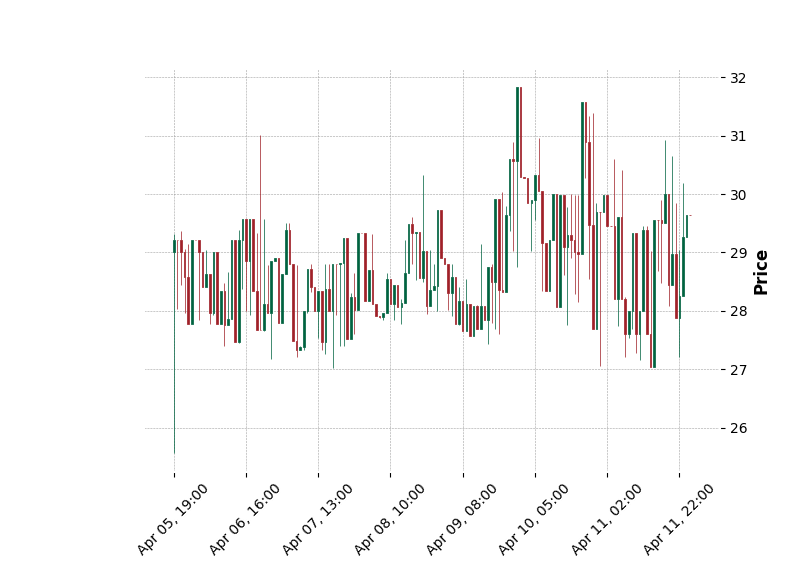 32
31
30
29
28
27
26
Price
Apr 05, 19:00
Apr 06, 16:00
Apr 07, 13:00
Apr 08, 10:00
Apr 09, 08:00
Apr 10, 05:00
Apr 11, 02:00
Apr 11, 22:00